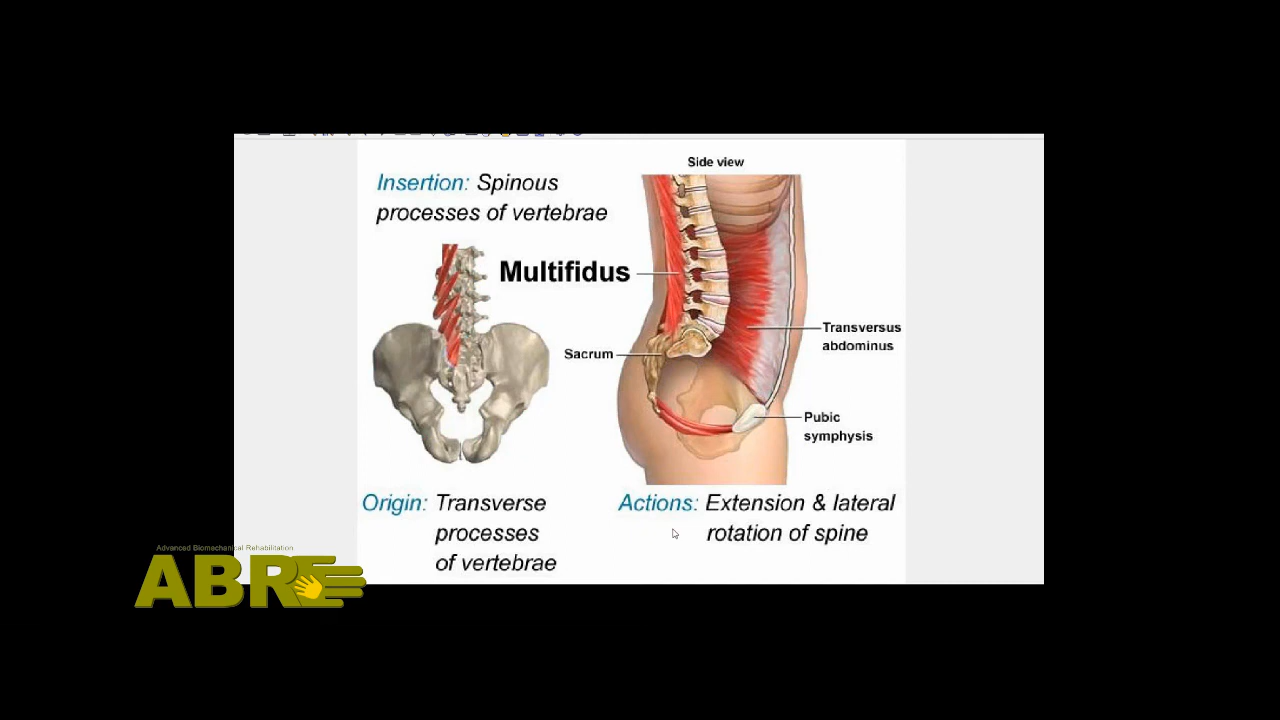 Side view
Insertion: Spinous
processes of vertebrae
Multifidus
Transversus
abdominus
Sacrum
Pubic
symphysis
Origin: Transverse
processes
of vertebrae
Actions: Extension & lateral
rotation of spine
Advanced Biomechanical Rehabilitation
ABR